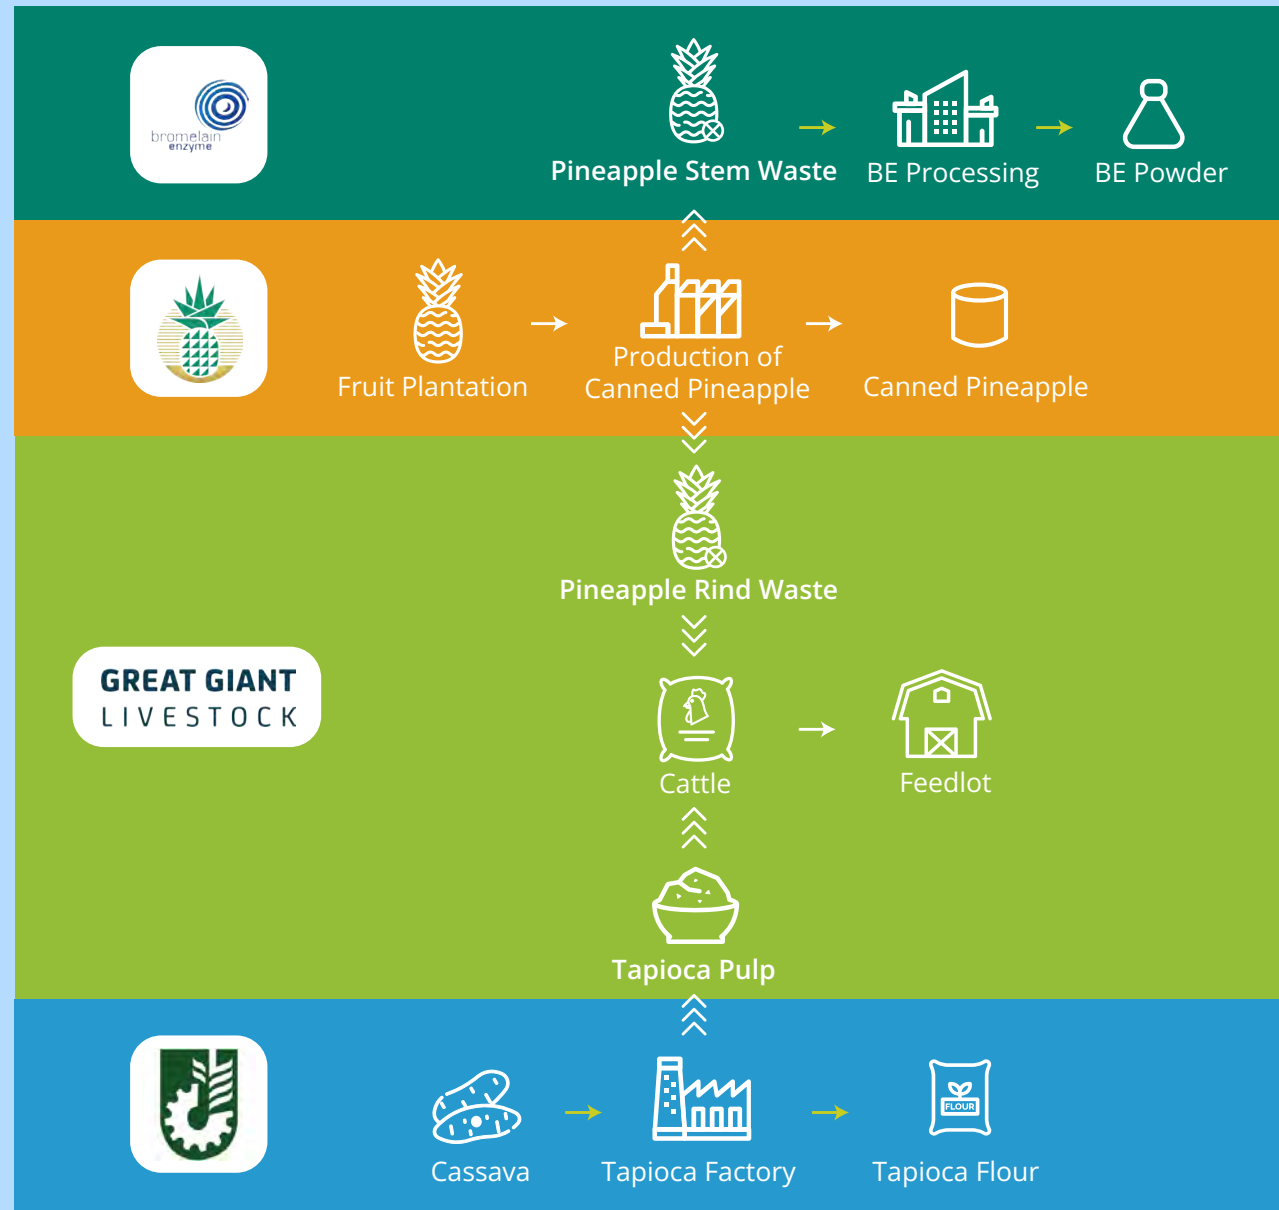 bromelain
enzyme
Pineapple Stem Waste
BE Processing
BE Powder
Fruit Plantation
Production of
Canned Pineapple
Canned Pineapple
Pineapple Rind Waste
GREAT GIANT
LIVESTOCK
Cattle
Feedlot
Tapioca Pulp
FLOUR
Cassava
Tapioca Factory
Tapioca Flour